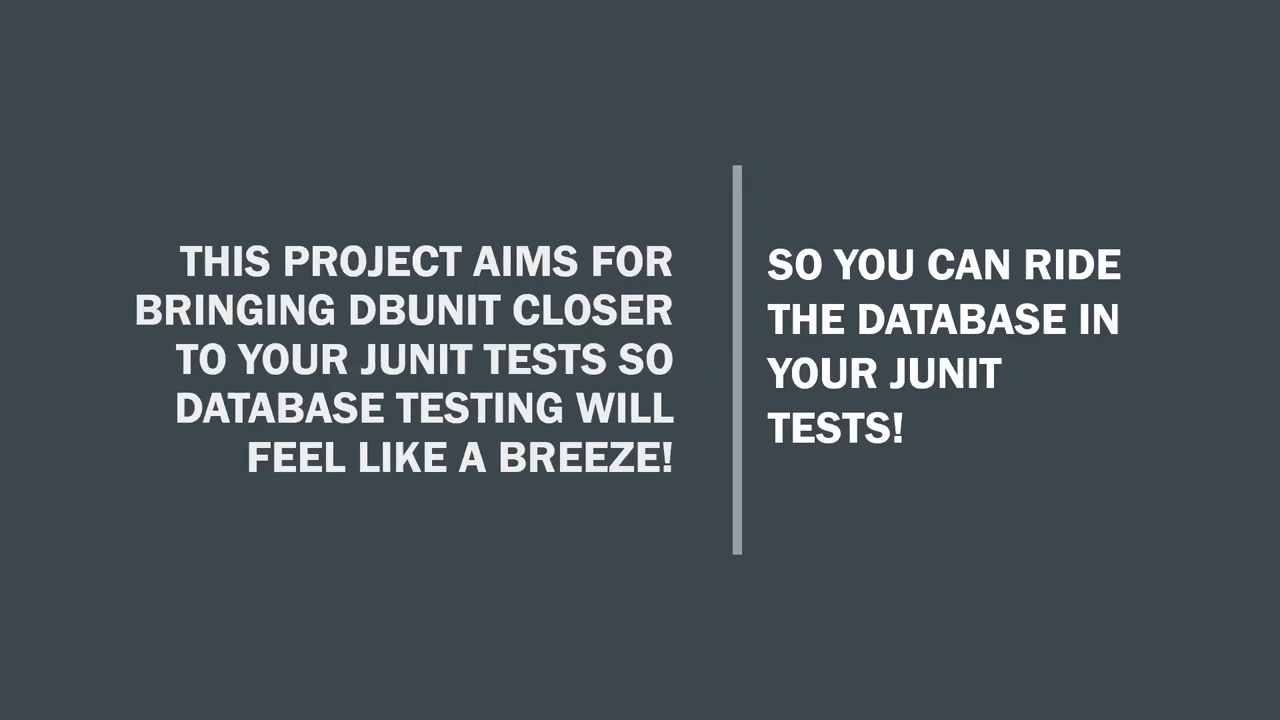 THIS PROJECT AIMS FOR
BRINGING DBUNIT CLOSER
TO YOUR JUNIT TESTS SO
DATABASE TESTING WILL
FEEL LIKE A BREEZE!
SO YOU CAN RIDE
THE DATABASE IN
YOUR JUNIT
TESTS!